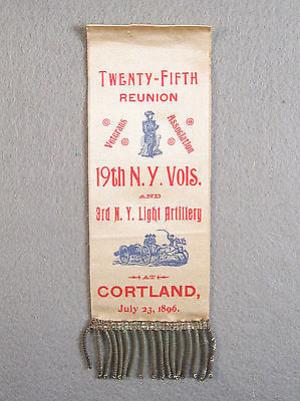 TWENTY-FIFTH
REUNION
Veterans Association
19th N. Y. Vols.
AND
3rd N. Y. Light Artillery
AT
CORTLAND,
July 23, 1896.